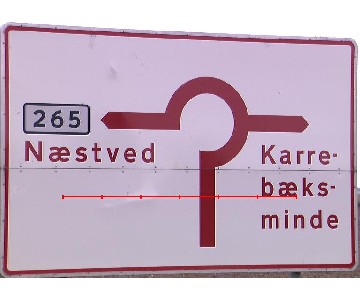 265
Næstved
Karre-
bæks-
minde